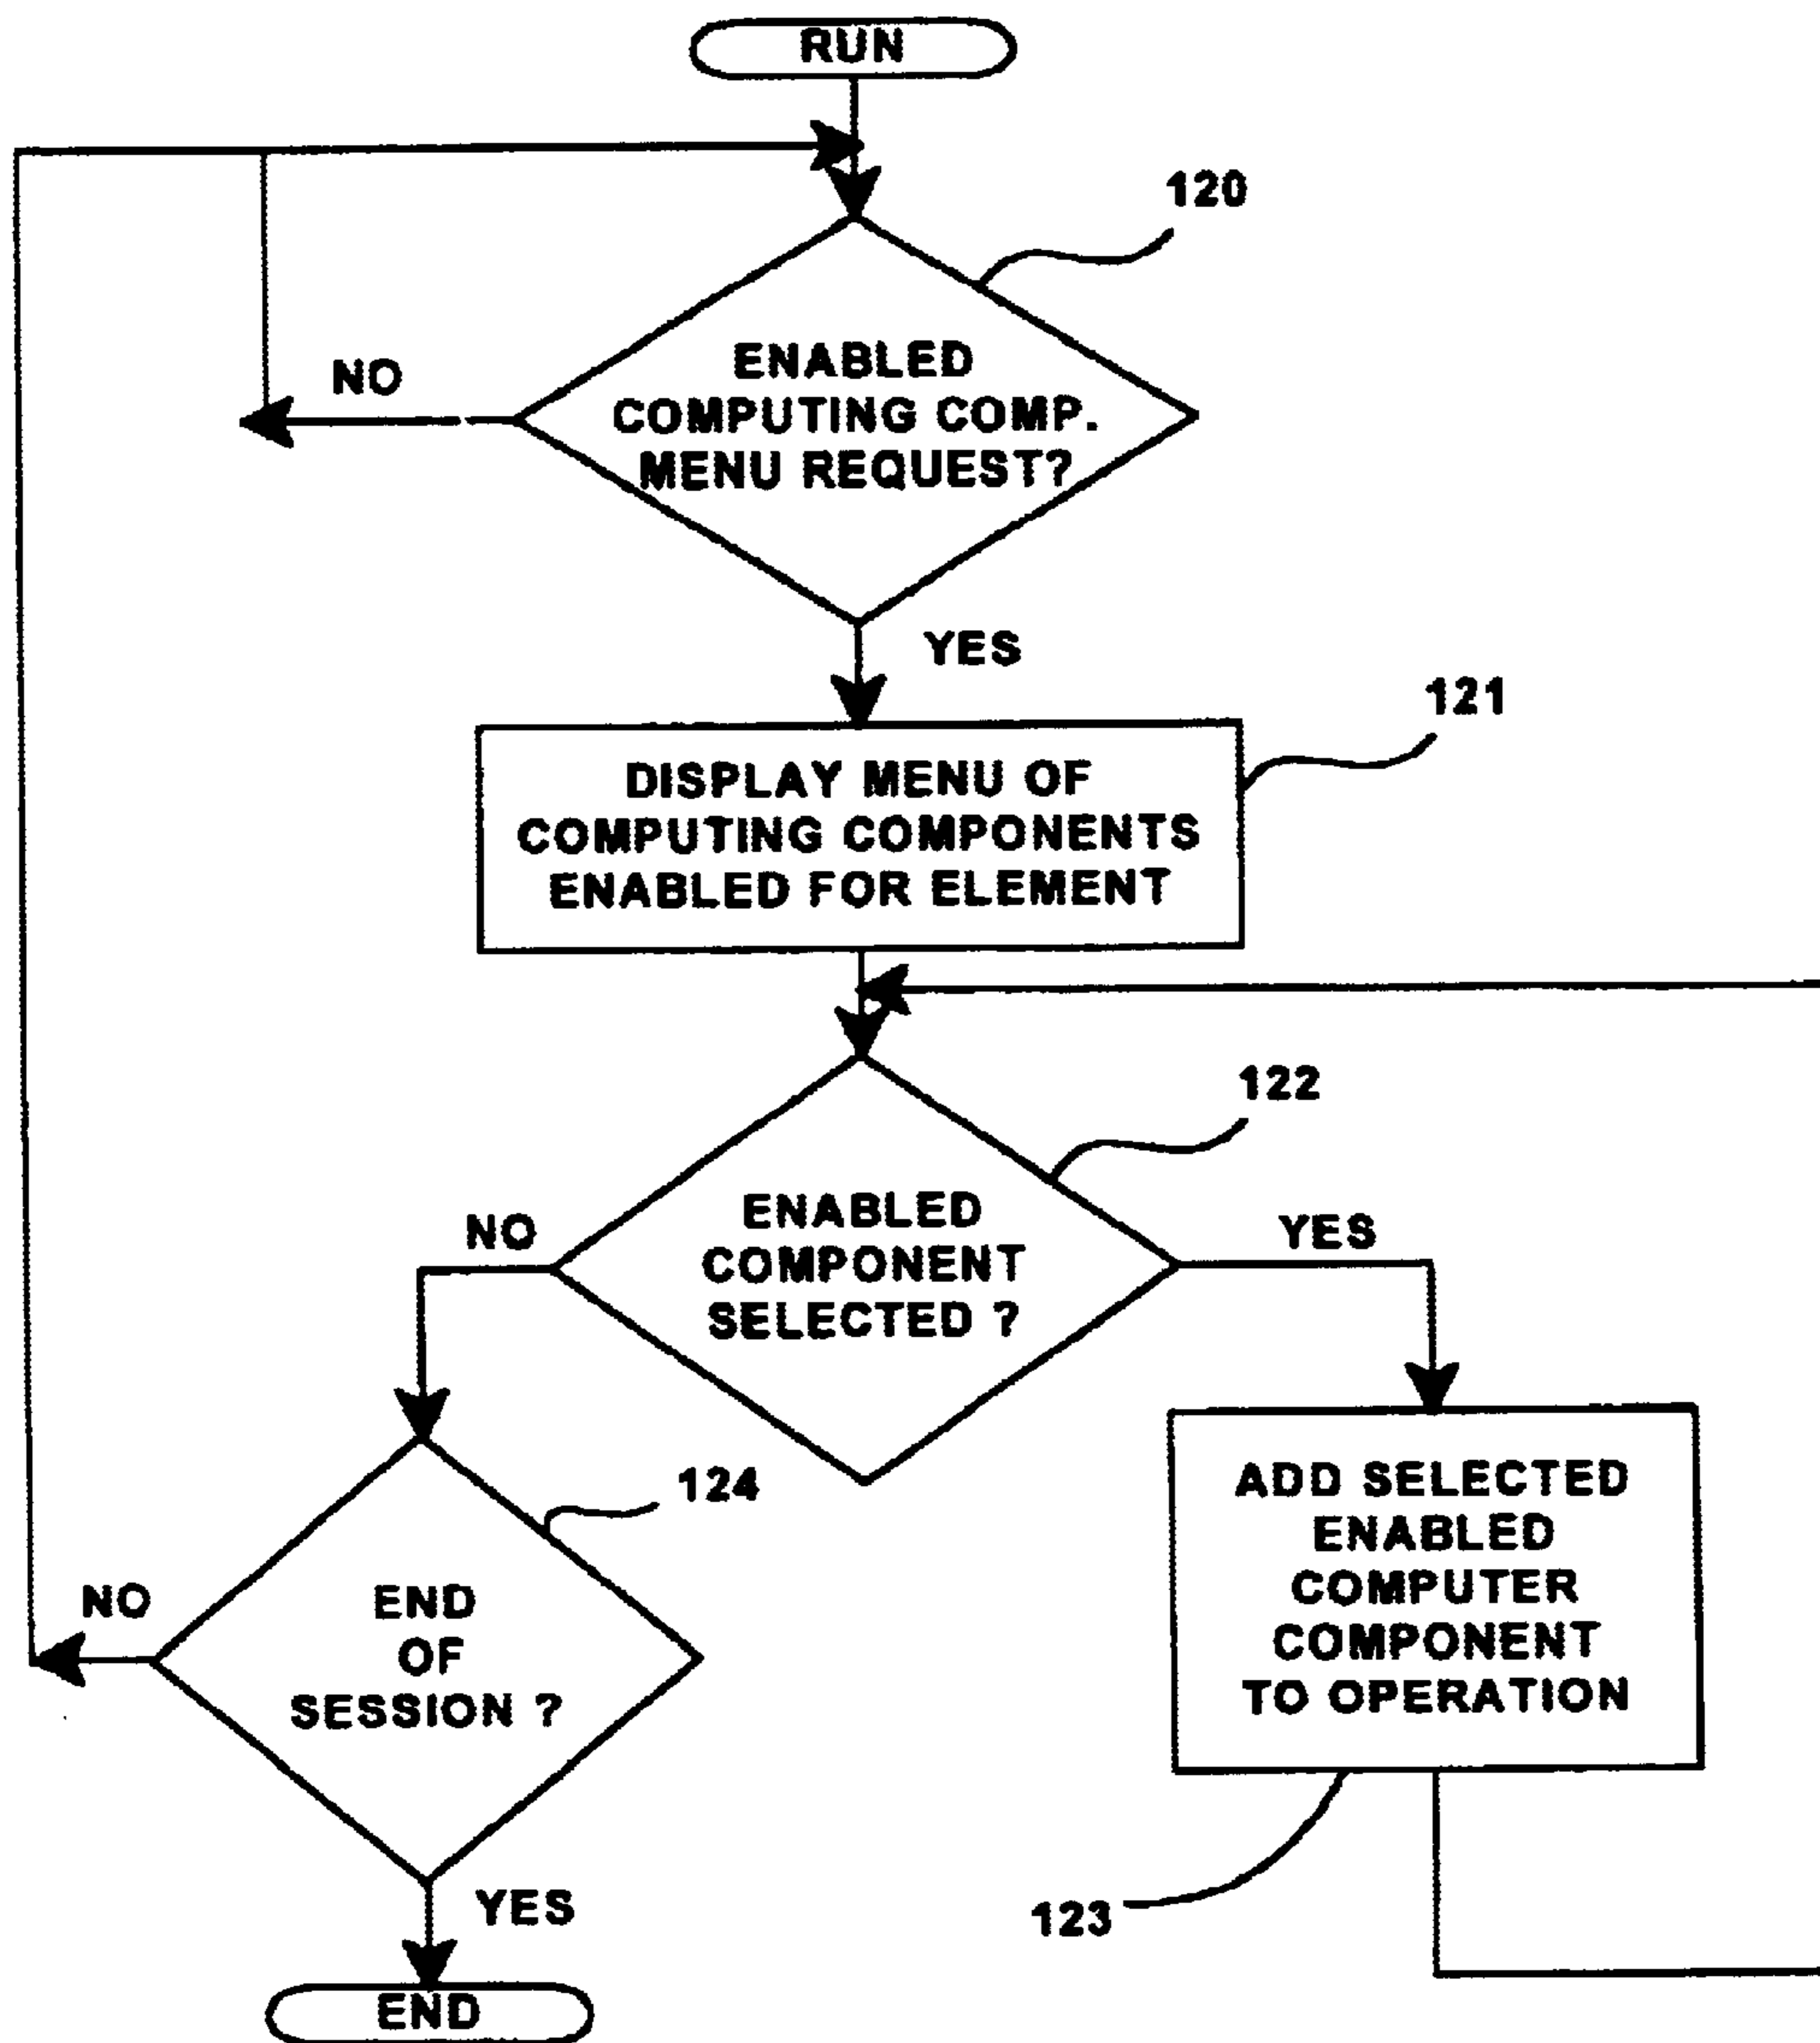 RUN
120
ENABLED
COMPUTING COMP.
MENU REQUEST?
NO
YES
121
DISPLAY MENU OF
COMPUTING COMPONENTS
ENABLED FOR ELEMENT
122
ENABLED
COMPONENT
SELECTED ?
NO
YES
124
END
OF
SESSION ?
NO
YES
ADD SELECTED
ENABLED
COMPUTER
COMPONENT
TO OPERATION
123
END